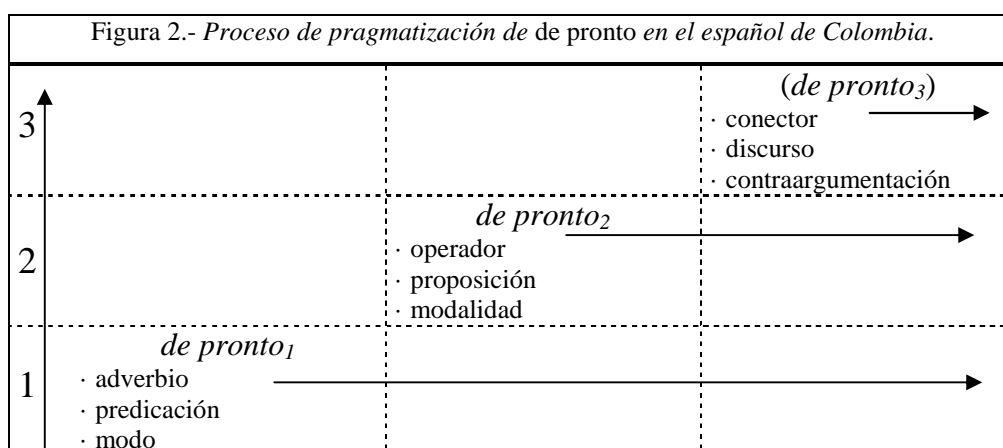 Figura 2.- Proceso de pragmatización de de pronto en el español de Colombia.
3
(de pronto3)
· conector
· discurso
· contraargumentación
2
de pronto2
· operador
· proposición
· modalidad
1
de pronto1
· adverbio
· predicación
· modo